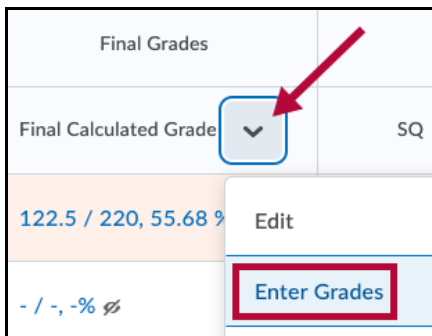 Final Grades
Final Calculated Grade
SQ
122.5 / 220, 55.68 %
Edit
- / -, -%
Enter Grades